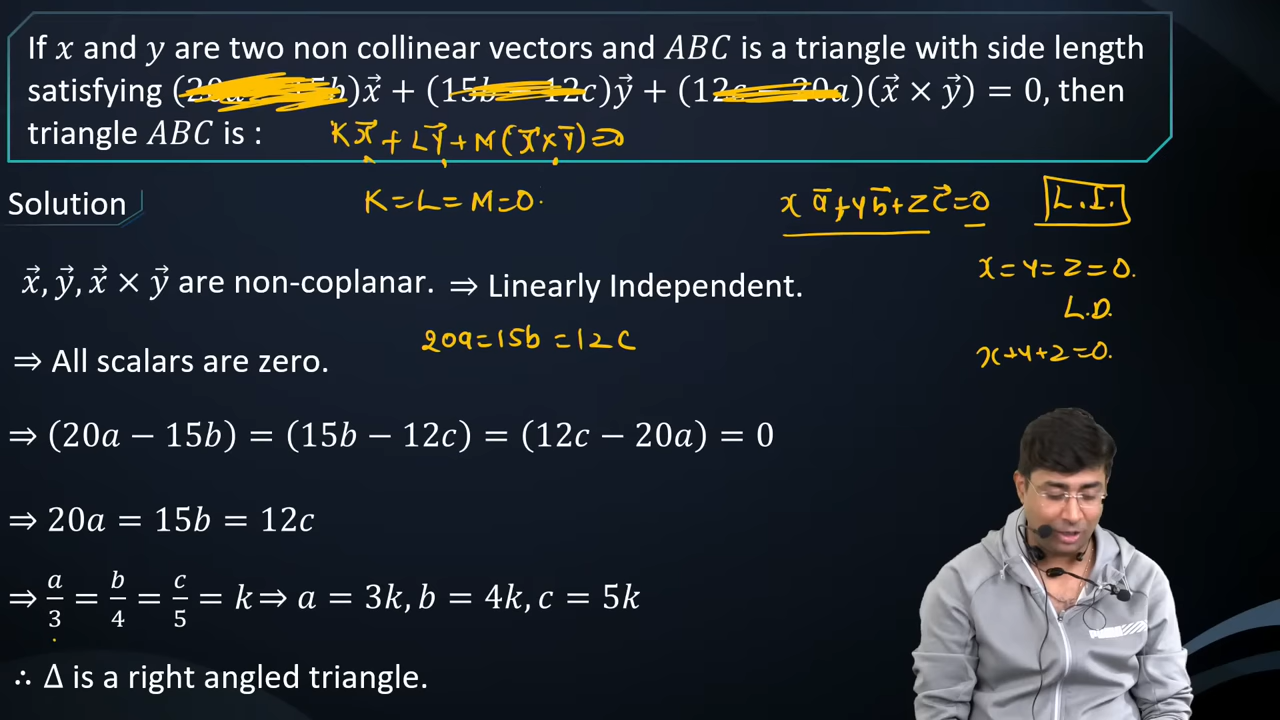 If 𝑥 and 𝑦 are two non collinear vectors and 𝐴𝐵𝐶 is a triangle with side length
satisfying (20𝑎 − 15𝑏)x⃗ + (15𝑏 − 12𝑐)y⃗ + (12𝑐 − 20𝑎)(x⃗ × y⃗) = 0, then
triangle 𝐴𝐵𝐶 is :
Kx̄ + Lȳ + M(x̄×ȳ)=0
Solution
K=L=M=0.
x ā+yb̄+zc⃗=0
L.I.
x⃗, y⃗, x⃗ × y⃗ are non-coplanar. ⇒ Linearly Independent.
x=y=z=0.
L.D.
20a=15b=12c
x+y+z=0.
⇒ All scalars are zero.
⇒ (20𝑎 − 15𝑏) = (15𝑏 − 12𝑐) = (12𝑐 − 20𝑎) = 0
⇒ 20𝑎 = 15𝑏 = 12𝑐
⇒ a/3 = b/4 = c/5 = 𝑘 ⇒ 𝑎 = 3𝑘, 𝑏 = 4𝑘, 𝑐 = 5𝑘
∴ Δ is a right angled triangle.